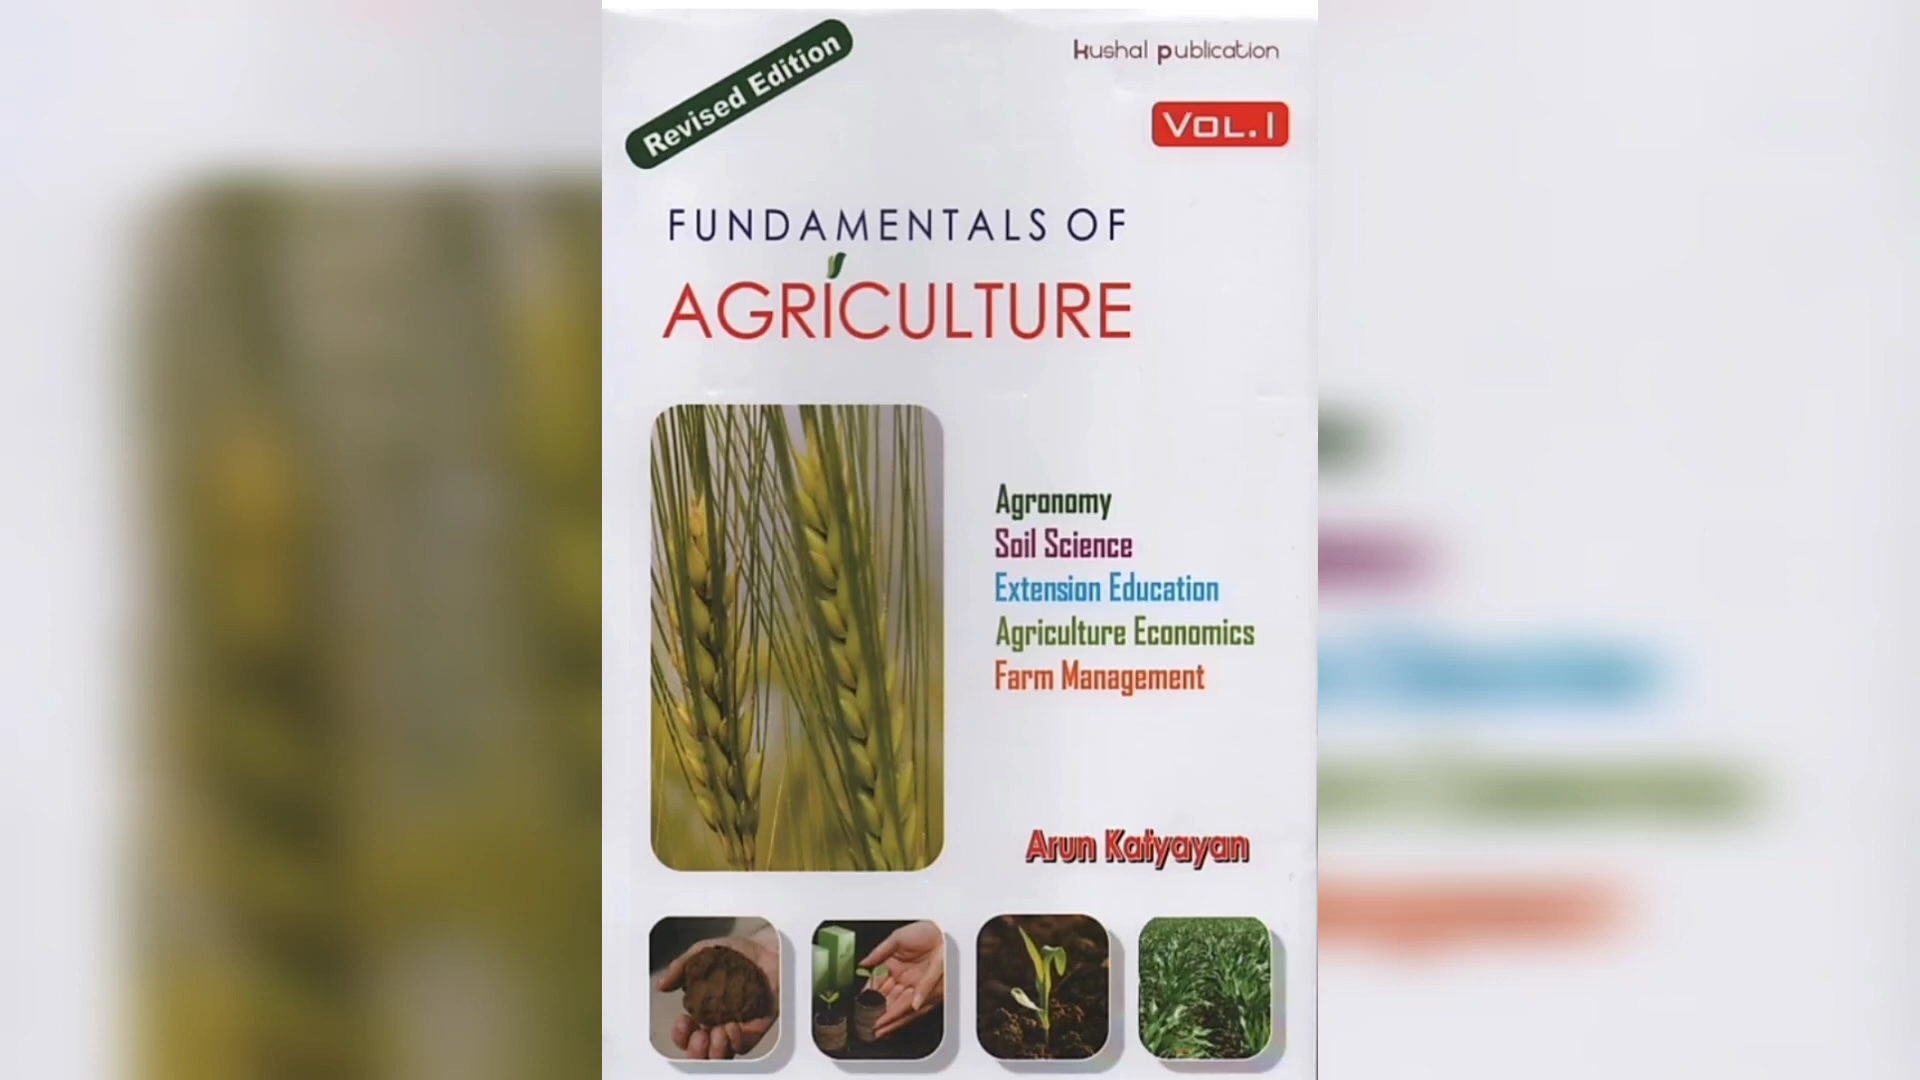 kushal publication
Revised Edition
VOL. I
FUNDAMENTALS OF
AGRICULTURE
Agronomy
Soil Science
Extension Education
Agriculture Economics
Farm Management
Arun Katyayan